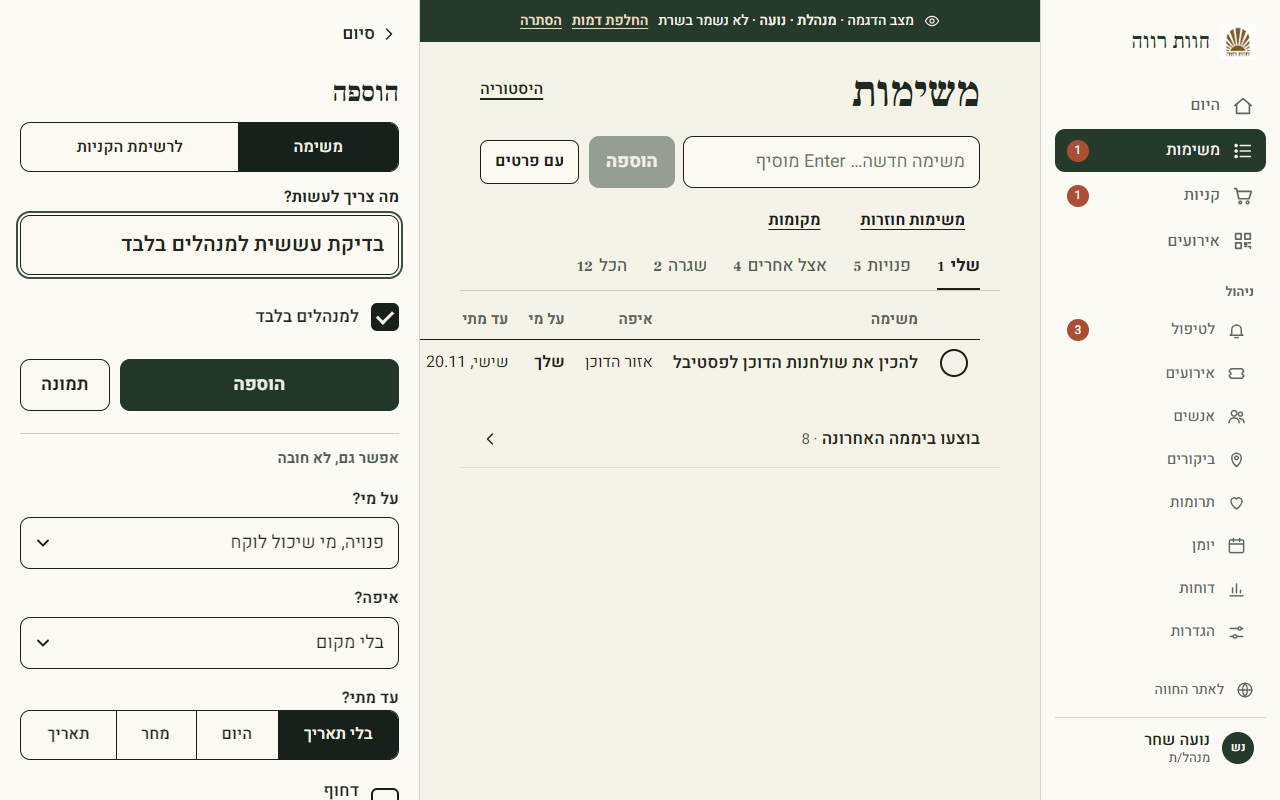 חוות רווה
היום
משימות 1
קניות 1
אירועים
ניהול
לטיפול 3
אירועים
אנשים
ביקורים
תרומות
יומן
דוחות
הגדרות
לאתר החווה
נש
נועה שחר
מנהל/ת
מצב הדגמה · מנהלת · נועה · לא נשמר בשרת החלפת דמות הסתרה
משימות
היסטוריה
משימה חדשה... Enter מוסיף
הוספה
עם פרטים
משימות חוזרות מקומות
שלי 1 פנויות 5 אצל אחרים 4 שגרה 2 הכל 12
משימה איפה על מי עד מתי
להכין את שולחנות הדוכן לפסטיבל אזור הדוכן שלך שישי, 20.11
בוצעו ביממה האחרונה · 8
סיום
הוספה
משימה לרשימת הקניות
מה צריך לעשות?
בדיקת עששית למנהלים בלבד
למנהלים בלבד
הוספה תמונה
אפשר גם, לא חובה
על מי?
פנויה, מי שיכול לוקח
איפה?
בלי מקום
עד מתי?
בלי תאריך היום מחר תאריך
דחוף